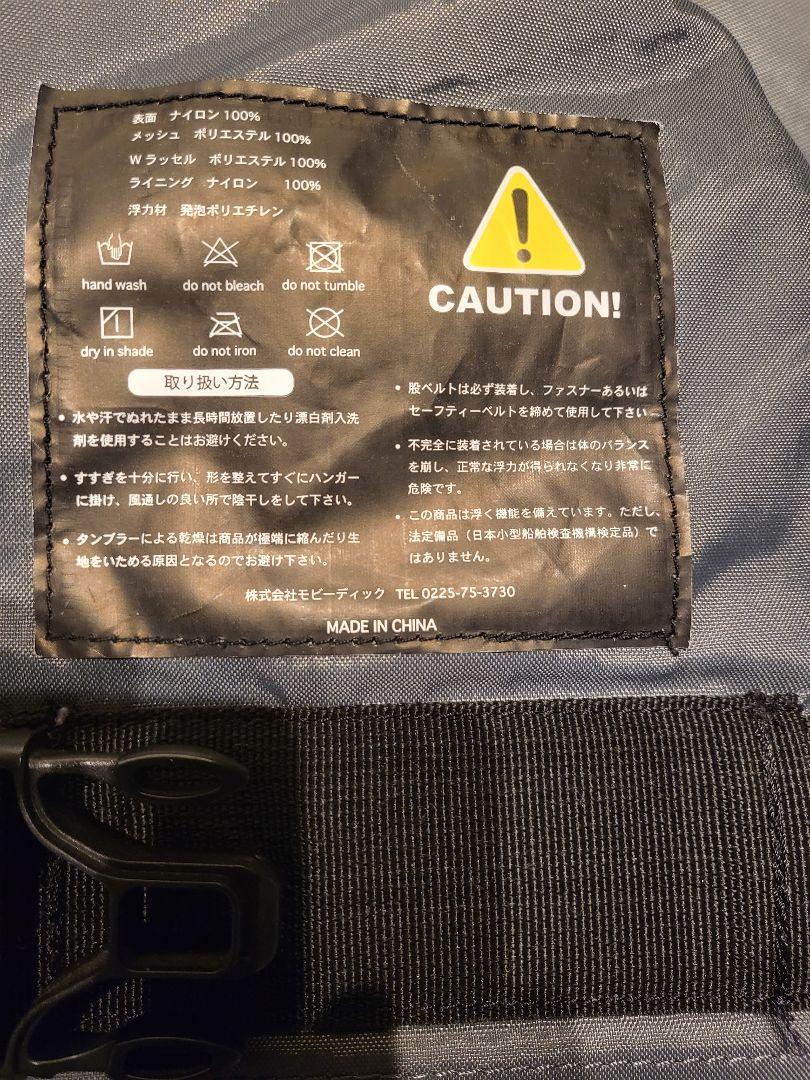 表面 ナイロン100%
メッシュ ポリエステル100%
Wラッセル ポリエステル100%
ライニング ナイロン 100%
浮力材 発泡ポリエチレン
hand wash
do not bleach
do not tumble
1
dry in shade
do not iron
do not clean
取り扱い方法
• 水や汗でぬれたまま長時間放置したり漂白剤入洗
剤を使用することはお避けください。
• すすぎを十分に行い、形を整えてすぐにハンガー
に掛け、風通しの良い所で陰干しをして下さい。
• タンブラーによる乾燥は商品が極端に縮んだり生
地をいためる原因となるのでお避け下さい。
CAUTION!
• 股ベルトは必ず装着し、ファスナーあるいは
セーフティーベルトを締めて使用して下さい
• 不完全に装着されている場合は体のバランス
を崩し、正常な浮力が得られなくなり非常に
危険です。
• この商品は浮く機能を備えています。ただし、
法定備品（日本小型船舶検査機構検定品）で
はありません。
株式会社モビーディック TEL 0225-75-3730
MADE IN CHINA